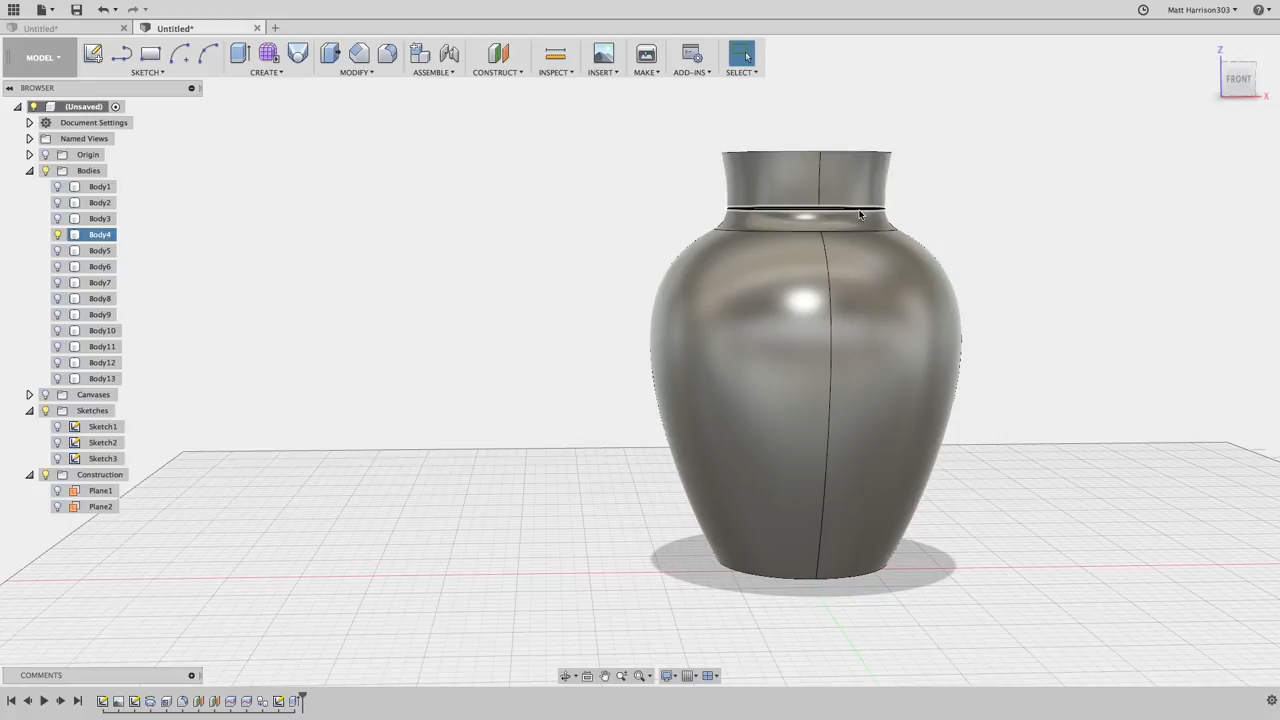 Matt Harrison303
Untitled*
Untitled*
MODEL
SKETCH
CREATE
MODIFY
ASSEMBLE
CONSTRUCT
INSPECT
INSERT
MAKE
ADD-INS
SELECT
Z
FRONT
X
BROWSER
(Unsaved)
Document Settings
Named Views
Origin
Bodies
Body1
Body2
Body3
Body4
Body5
Body6
Body7
Body8
Body9
Body10
Body11
Body12
Body13
Canvases
Sketches
Sketch1
Sketch2
Sketch3
Construction
Plane1
Plane2
COMMENTS